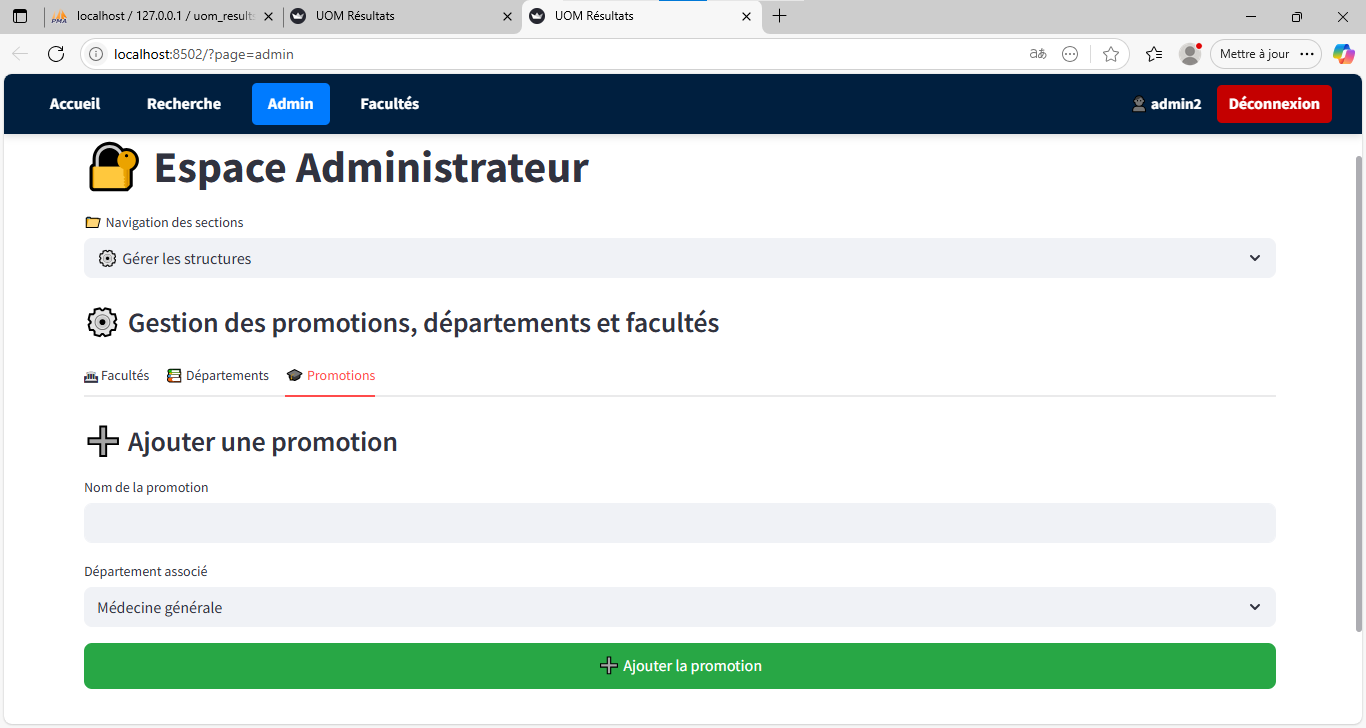 localhost / 127.0.0.1 / uom_result
UOM Résultats
UOM Résultats
localhost:8502/?page=admin
Mettre à jour
Accueil
Recherche
Admin
Facultés
admin2
Déconnexion
Espace Administrateur
Navigation des sections
Gérer les structures
Gestion des promotions, départements et facultés
Facultés
Départements
Promotions
Ajouter une promotion
Nom de la promotion
Département associé
Médecine générale
Ajouter la promotion